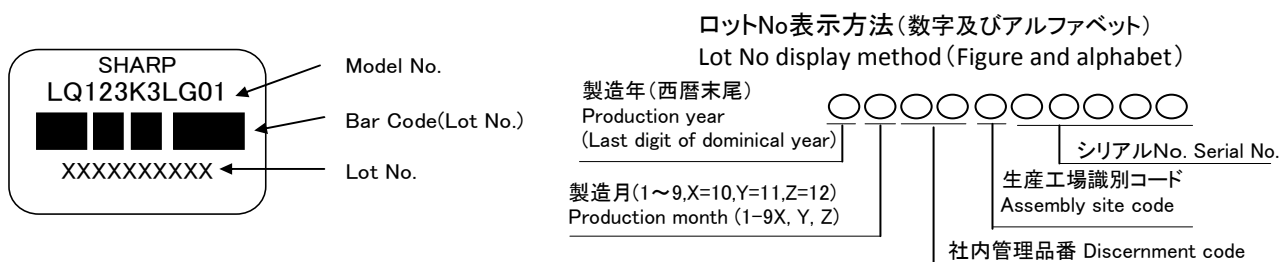 SHARP
LQ123K3LG01
XXXXXXXXXX
Model No.
Bar Code(Lot No.)
Lot No.
ロットNo表示方法(数字及びアルファベット)
Lot No display method(Figure and alphabet)
製造年(西暦末尾)
Production year
(Last digit of dominical year)
○○○○○○○○○
シリアルNo. Serial No.
製造月(1〜9,X=10,Y=11,Z=12)
Production month (1-9X, Y, Z)
生産工場識別コード
Assembly site code
社内管理品番 Discernment code